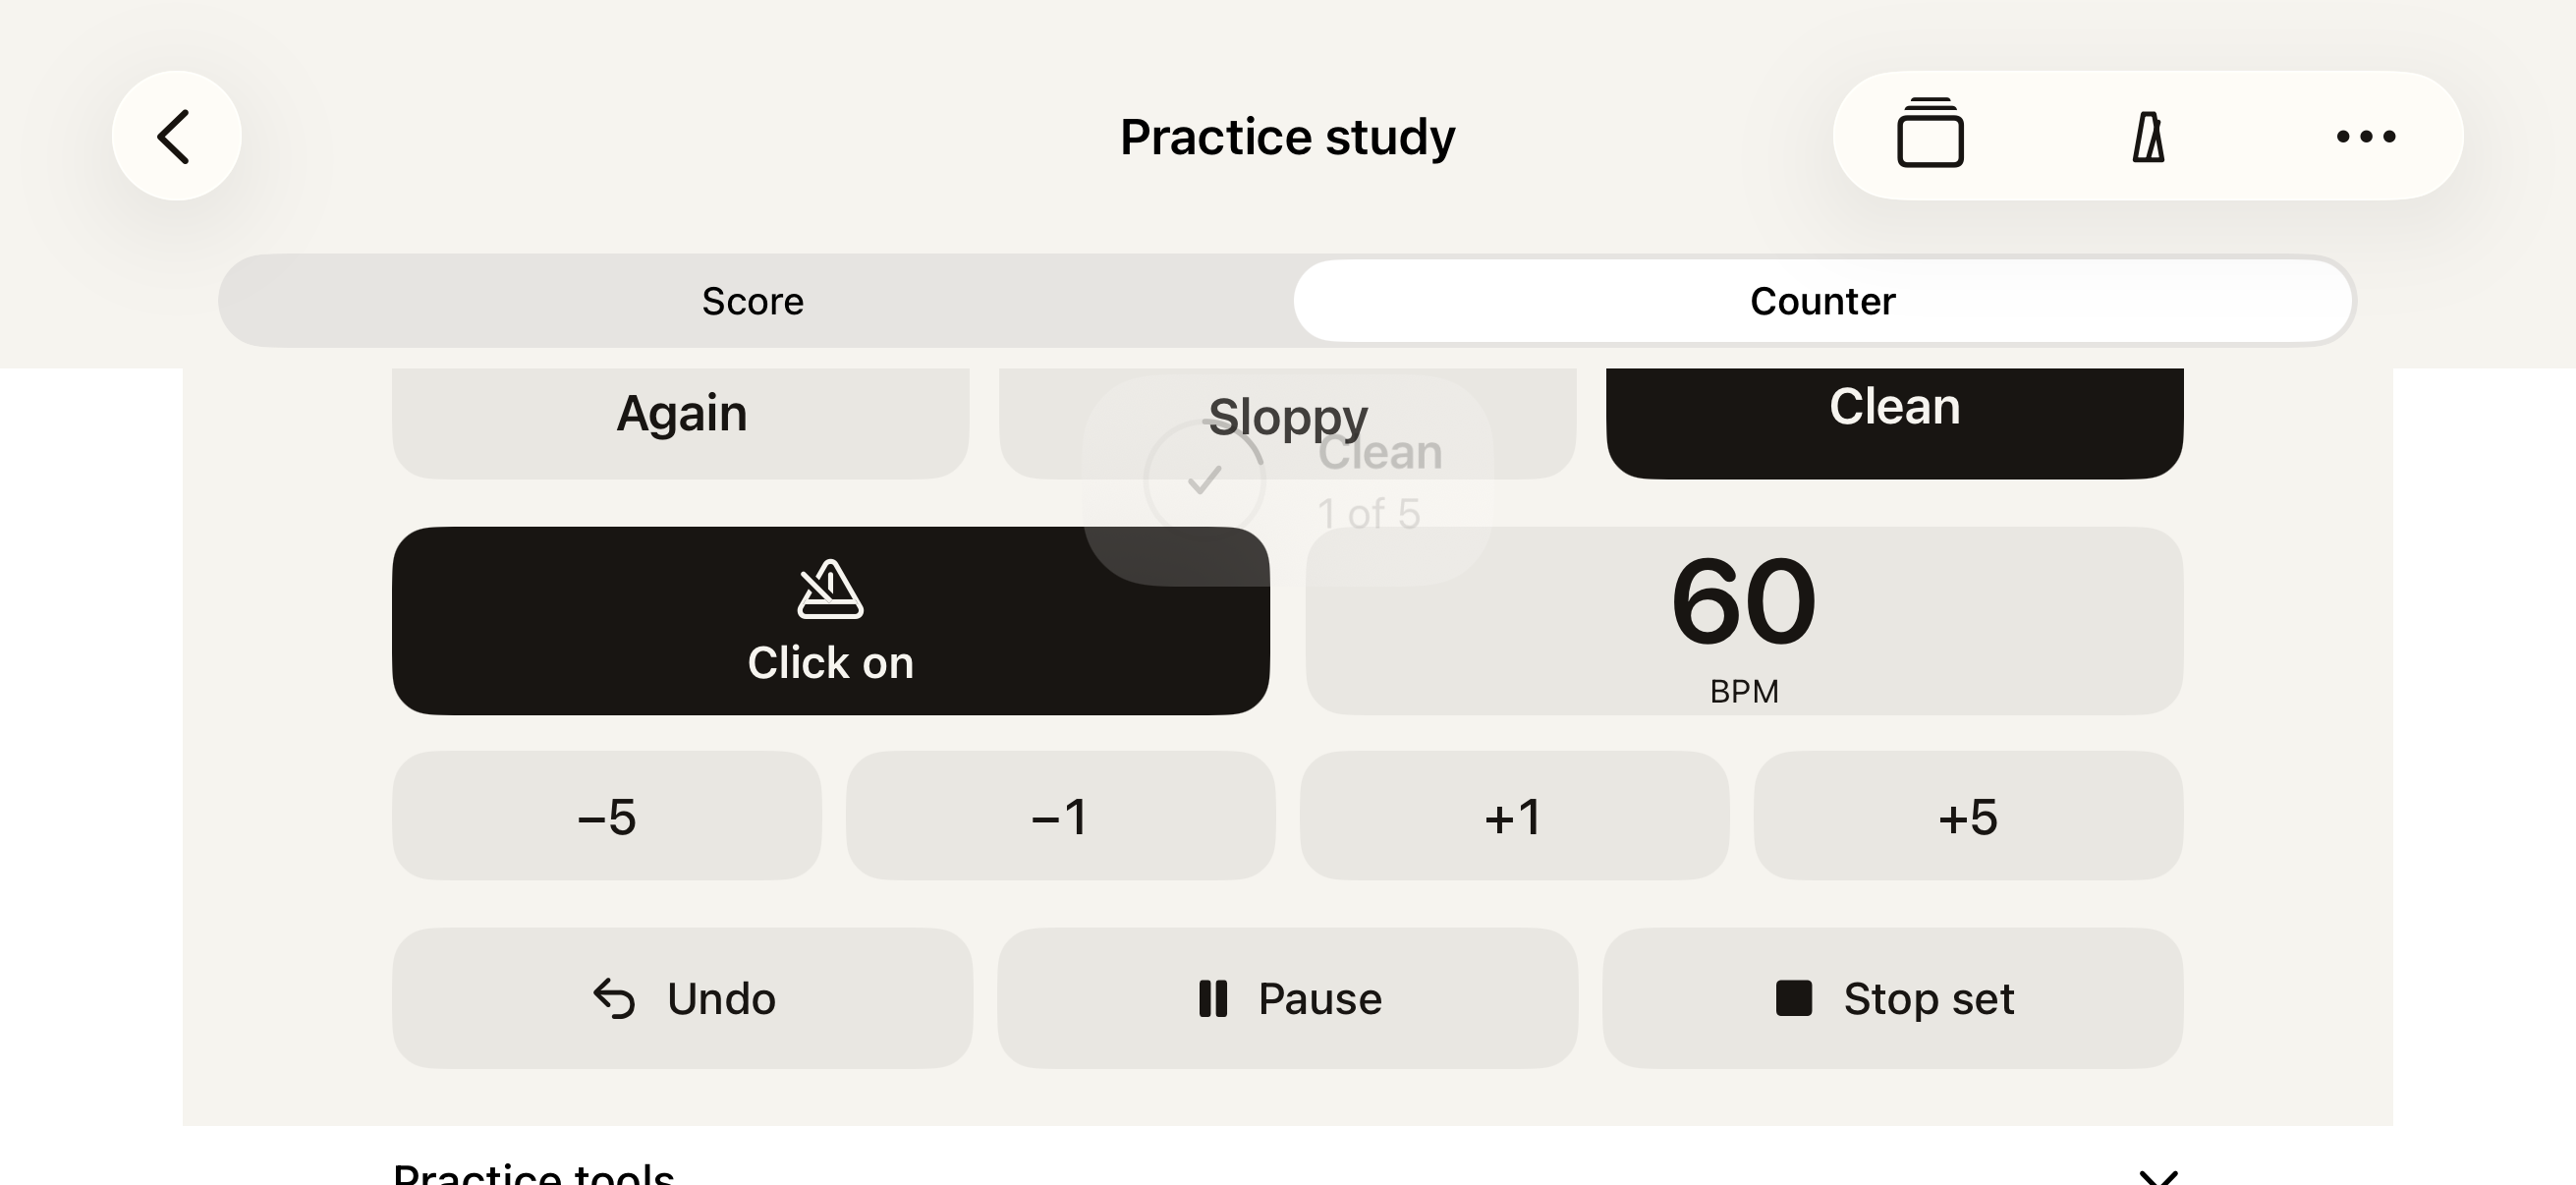 Practice study
Score
Counter
Again
Sloppy
Clean
Clean
1 of 5
Click on
60
BPM
−5
−1
+1
+5
Undo
Pause
Stop set
Practice tools